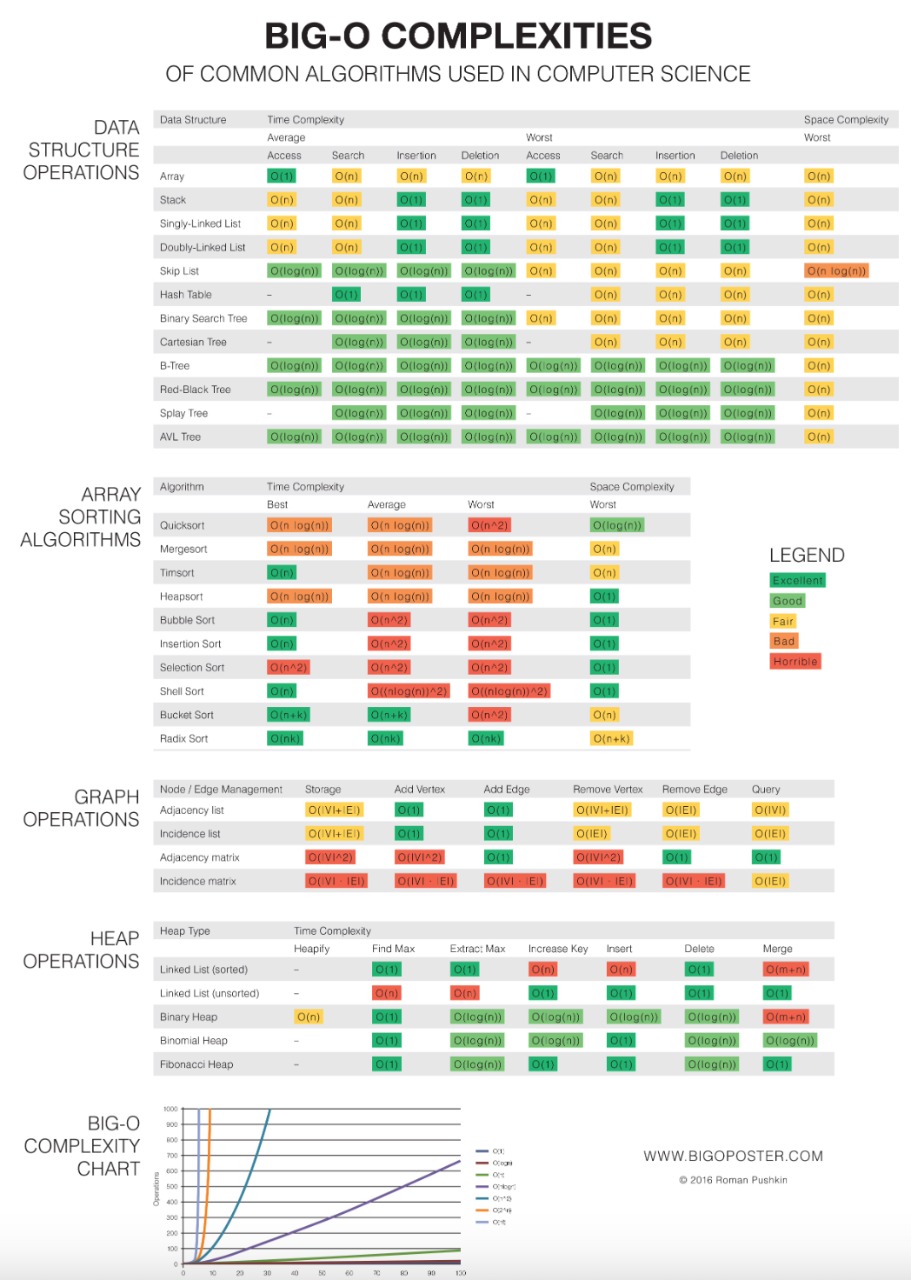 BIG-O COMPLEXITIES
OF COMMON ALGORITHMS USED IN COMPUTER SCIENCE
DATA
STRUCTURE
OPERATIONS
Data Structure Time Complexity Space Complexity
Average Worst Worst
Access Search Insertion Deletion Access Search Insertion Deletion
Array O(1) O(n) O(n) O(n) O(1) O(n) O(n) O(n) O(n)
Stack O(n) O(n) O(1) O(1) O(n) O(n) O(1) O(1) O(n)
Singly-Linked List O(n) O(n) O(1) O(1) O(n) O(n) O(1) O(1) O(n)
Doubly-Linked List O(n) O(n) O(1) O(1) O(n) O(n) O(1) O(1) O(n)
Skip List O(log(n)) O(log(n)) O(log(n)) O(log(n)) O(n) O(n) O(n) O(n) O(n log(n))
Hash Table – O(1) O(1) O(1) – O(n) O(n) O(n) O(n)
Binary Search Tree O(log(n)) O(log(n)) O(log(n)) O(log(n)) O(n) O(n) O(n) O(n) O(n)
Cartesian Tree – O(log(n)) O(log(n)) O(log(n)) – O(n) O(n) O(n) O(n)
B-Tree O(log(n)) O(log(n)) O(log(n)) O(log(n)) O(log(n)) O(log(n)) O(log(n)) O(log(n)) O(n)
Red-Black Tree O(log(n)) O(log(n)) O(log(n)) O(log(n)) O(log(n)) O(log(n)) O(log(n)) O(log(n)) O(n)
Splay Tree – O(log(n)) O(log(n)) O(log(n)) – O(log(n)) O(log(n)) O(log(n)) O(n)
AVL Tree O(log(n)) O(log(n)) O(log(n)) O(log(n)) O(log(n)) O(log(n)) O(log(n)) O(log(n)) O(n)
ARRAY
SORTING
ALGORITHMS
Algorithm Time Complexity Space Complexity
Best Average Worst Worst
Quicksort O(n log(n)) O(n log(n)) O(n^2) O(log(n))
Mergesort O(n log(n)) O(n log(n)) O(n log(n)) O(n)
Timsort O(n) O(n log(n)) O(n log(n)) O(n)
Heapsort O(n log(n)) O(n log(n)) O(n log(n)) O(1)
Bubble Sort O(n) O(n^2) O(n^2) O(1)
Insertion Sort O(n) O(n^2) O(n^2) O(1)
Selection Sort O(n^2) O(n^2) O(n^2) O(1)
Shell Sort O(n) O((nlog(n))^2) O((nlog(n))^2) O(1)
Bucket Sort O(n+k) O(n+k) O(n^2) O(n)
Radix Sort O(nk) O(nk) O(nk) O(n+k)
LEGEND
Excellent
Good
Fair
Bad
Horrible
GRAPH
OPERATIONS
Node / Edge Management Storage Add Vertex Add Edge Remove Vertex Remove Edge Query
Adjacency list O(|V|+|E|) O(1) O(1) O(|V|+|E|) O(|E|) O(|V|)
Incidence list O(|V|+|E|) O(1) O(1) O(|E|) O(|E|) O(|E|)
Adjacency matrix O(|V|^2) O(|V|^2) O(1) O(|V|^2) O(1) O(1)
Incidence matrix O(|V| · |E|) O(|V| · |E|) O(|V| · |E|) O(|V| · |E|) O(|V| · |E|) O(|E|)
HEAP
OPERATIONS
Heap Type Time Complexity
Heapify Find Max Extract Max Increase Key Insert Delete Merge
Linked List (sorted) – O(1) O(1) O(n) O(n) O(1) O(m+n)
Linked List (unsorted) – O(n) O(n) O(1) O(1) O(1) O(1)
Binary Heap O(n) O(1) O(log(n)) O(log(n)) O(log(n)) O(log(n)) O(m+n)
Binomial Heap – O(1) O(log(n)) O(log(n)) O(1) O(log(n)) O(log(n))
Fibonacci Heap – O(1) O(log(n)) O(1) O(1) O(log(n)) O(1)
BIG-O
COMPLEXITY
CHART
Operations
1000
900
800
700
600
500
400
300
200
100
0
0 10 20 30 40 50 60 70 80 90 100
O(1)
O(logn)
O(n)
O(nlogn)
O(n^2)
O(2^n)
O(n!)
WWW.BIGOPOSTER.COM
© 2016 Roman Pushkin